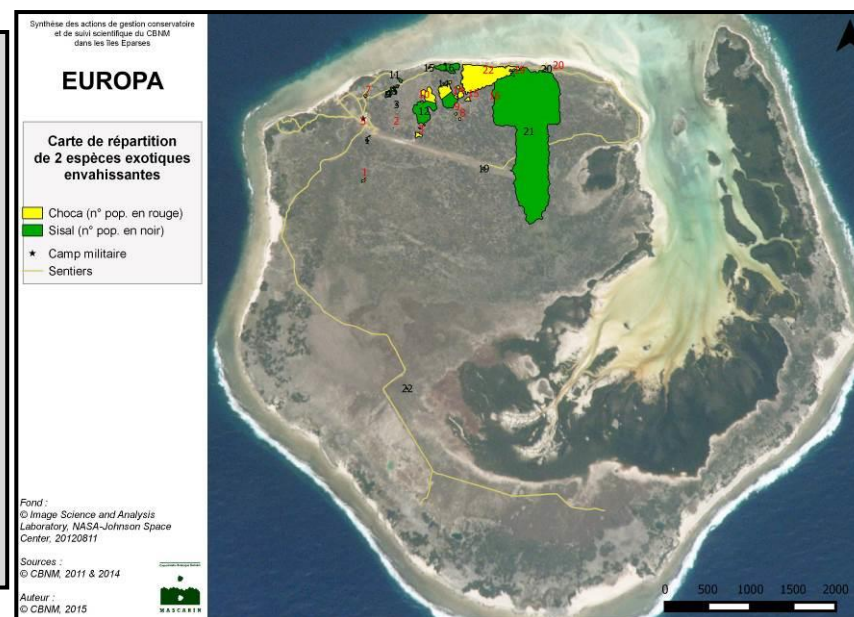 Synthèse des actions de gestion conservatoire
et de suivi scientifique du CBNM
dans les îles Eparses
EUROPA
Carte de répartition
de 2 espèces exotiques
envahissantes
Choca (n° pop. en rouge)
Sisal (n° pop. en noir)
Camp militaire
Sentiers
Fond :
© Image Science and Analysis
Laboratory, NASA-Johnson Space
Center, 20120811
Sources :
© CBNM, 2011 & 2014
Auteur :
© CBNM, 2015
MASCARIN
11
15
16
22
20
20
14
3
2
21
19
1
22
0 500 1000 1500 2000